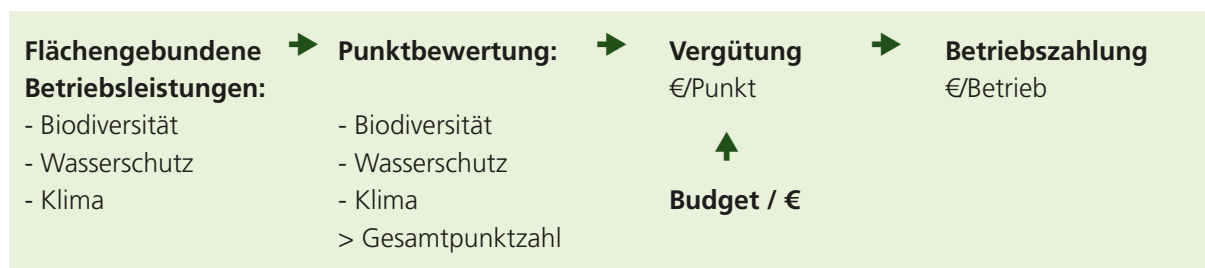 Flächengebundene
Betriebsleistungen:
- Biodiversität
- Wasserschutz
- Klima
Punktbewertung:
- Biodiversität
- Wasserschutz
- Klima
> Gesamtpunktzahl
Vergütung
€/Punkt
Budget / €
Betriebszahlung
€/Betrieb